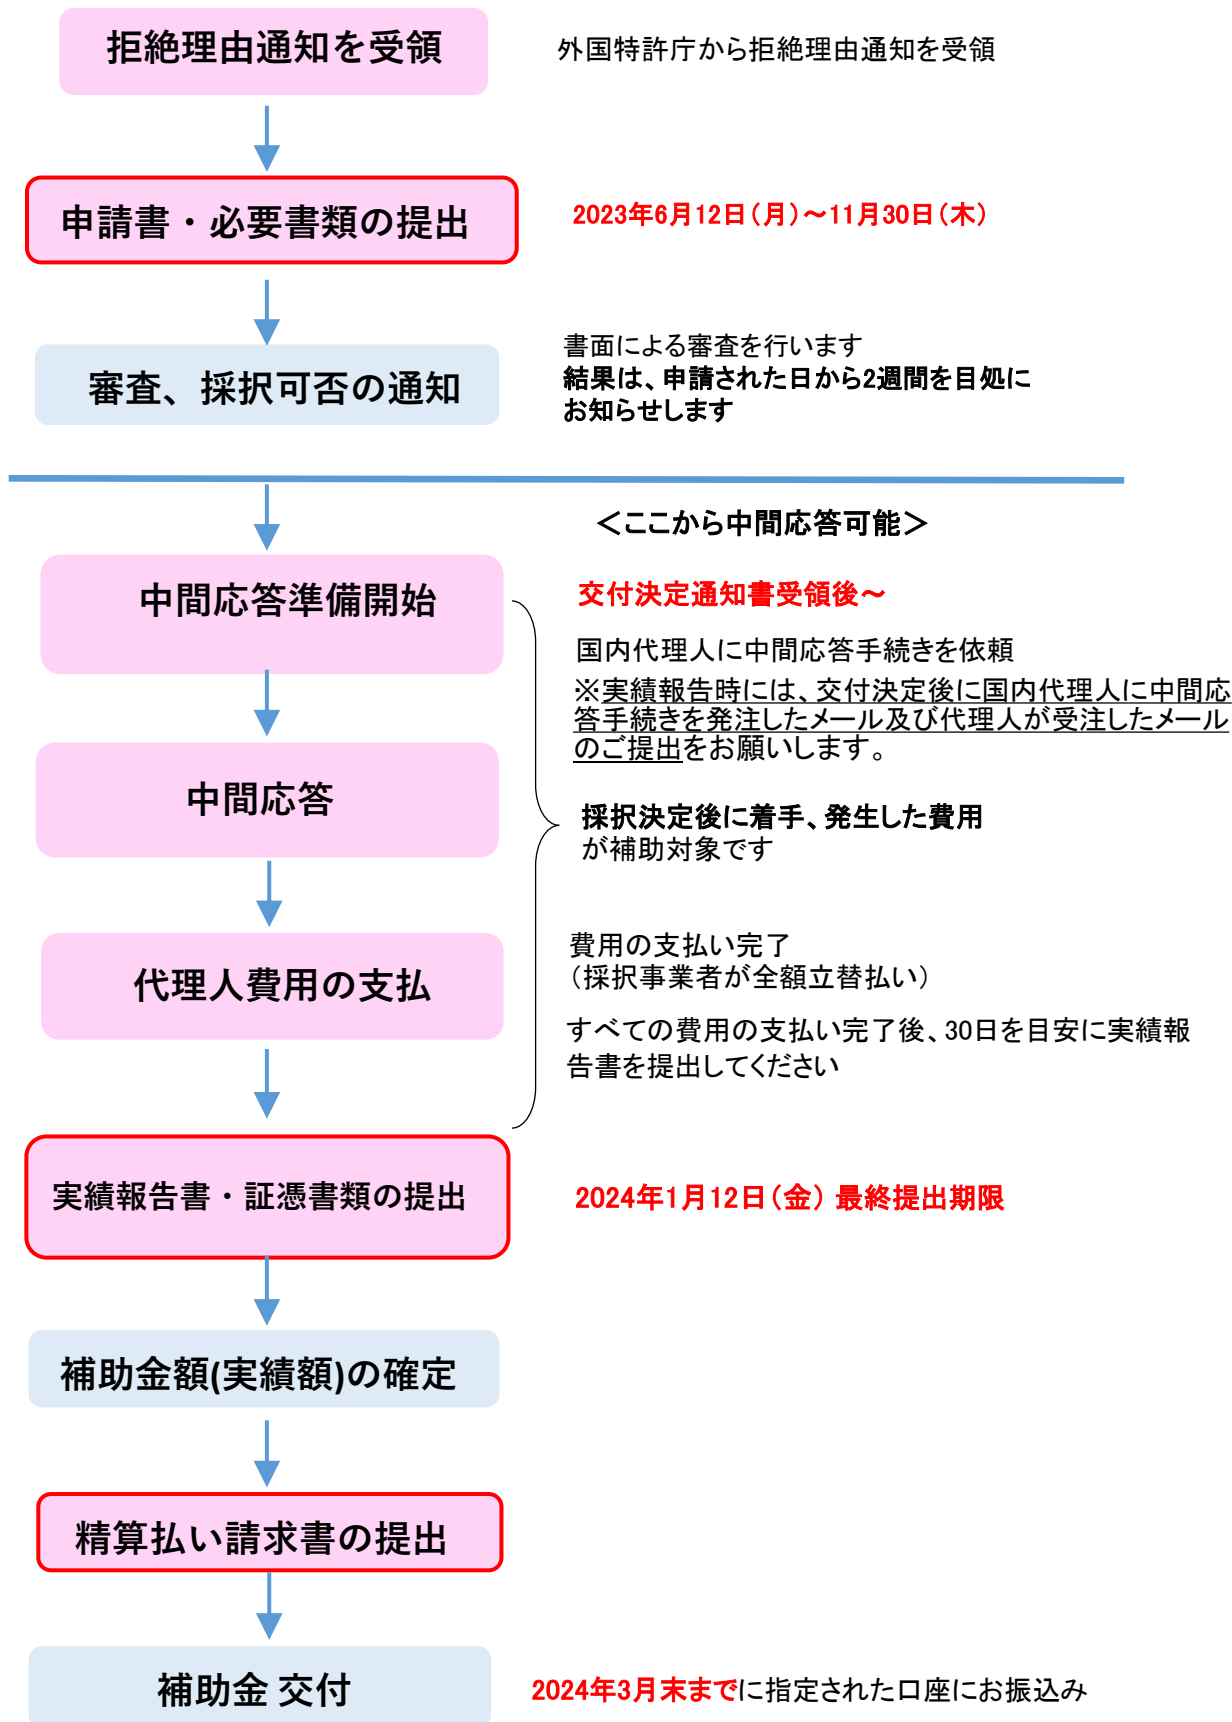 拒絶理由通知を受領
外国特許庁から拒絶理由通知を受領
申請書・必要書類の提出
2023年6月12日(月)～11月30日(木)
審査、採択可否の通知
書面による審査を行います
結果は、申請された日から2週間を目処に
お知らせします
＜ここから中間応答可能＞
中間応答準備開始
交付決定通知書受領後～
国内代理人に中間応答手続きを依頼
※実績報告時には、交付決定後に国内代理人に中間応
答手続きを発注したメール及び代理人が受注したメール
のご提出をお願いします。
中間応答
採択決定後に着手、発生した費用
が補助対象です
代理人費用の支払
費用の支払い完了
（採択事業者が全額立替払い）
すべての費用の支払い完了後、30日を目安に実績報
告書を提出してください
実績報告書・証憑書類の提出
2024年1月12日(金) 最終提出期限
補助金額(実績額)の確定
精算払い請求書の提出
補助金 交付
2024年3月末までに指定された口座にお振込み